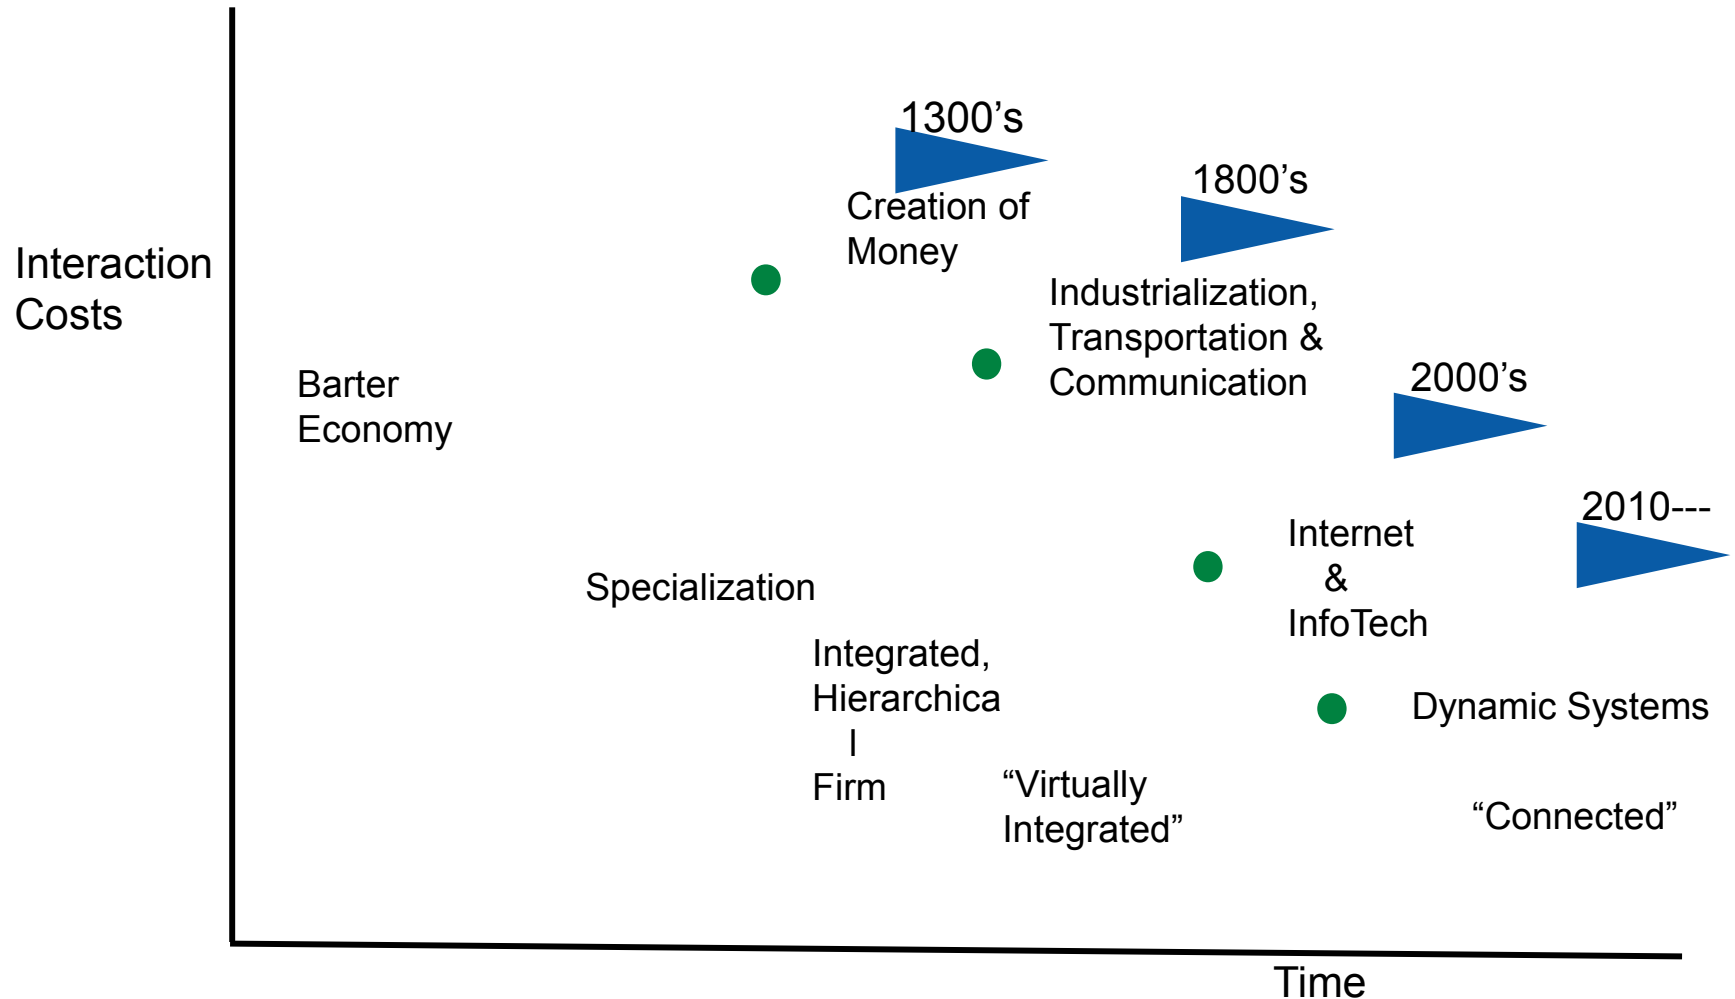 1300’s
Creation of
Money
1800’s
Interaction
Costs
Industrialization,
Transportation &
Communication
Barter
Economy
2000’s
2010---
Internet
&
InfoTech
Specialization
Integrated,
Hierarchica
l
Firm
Dynamic Systems
“Virtually
Integrated”
“Connected”
Time